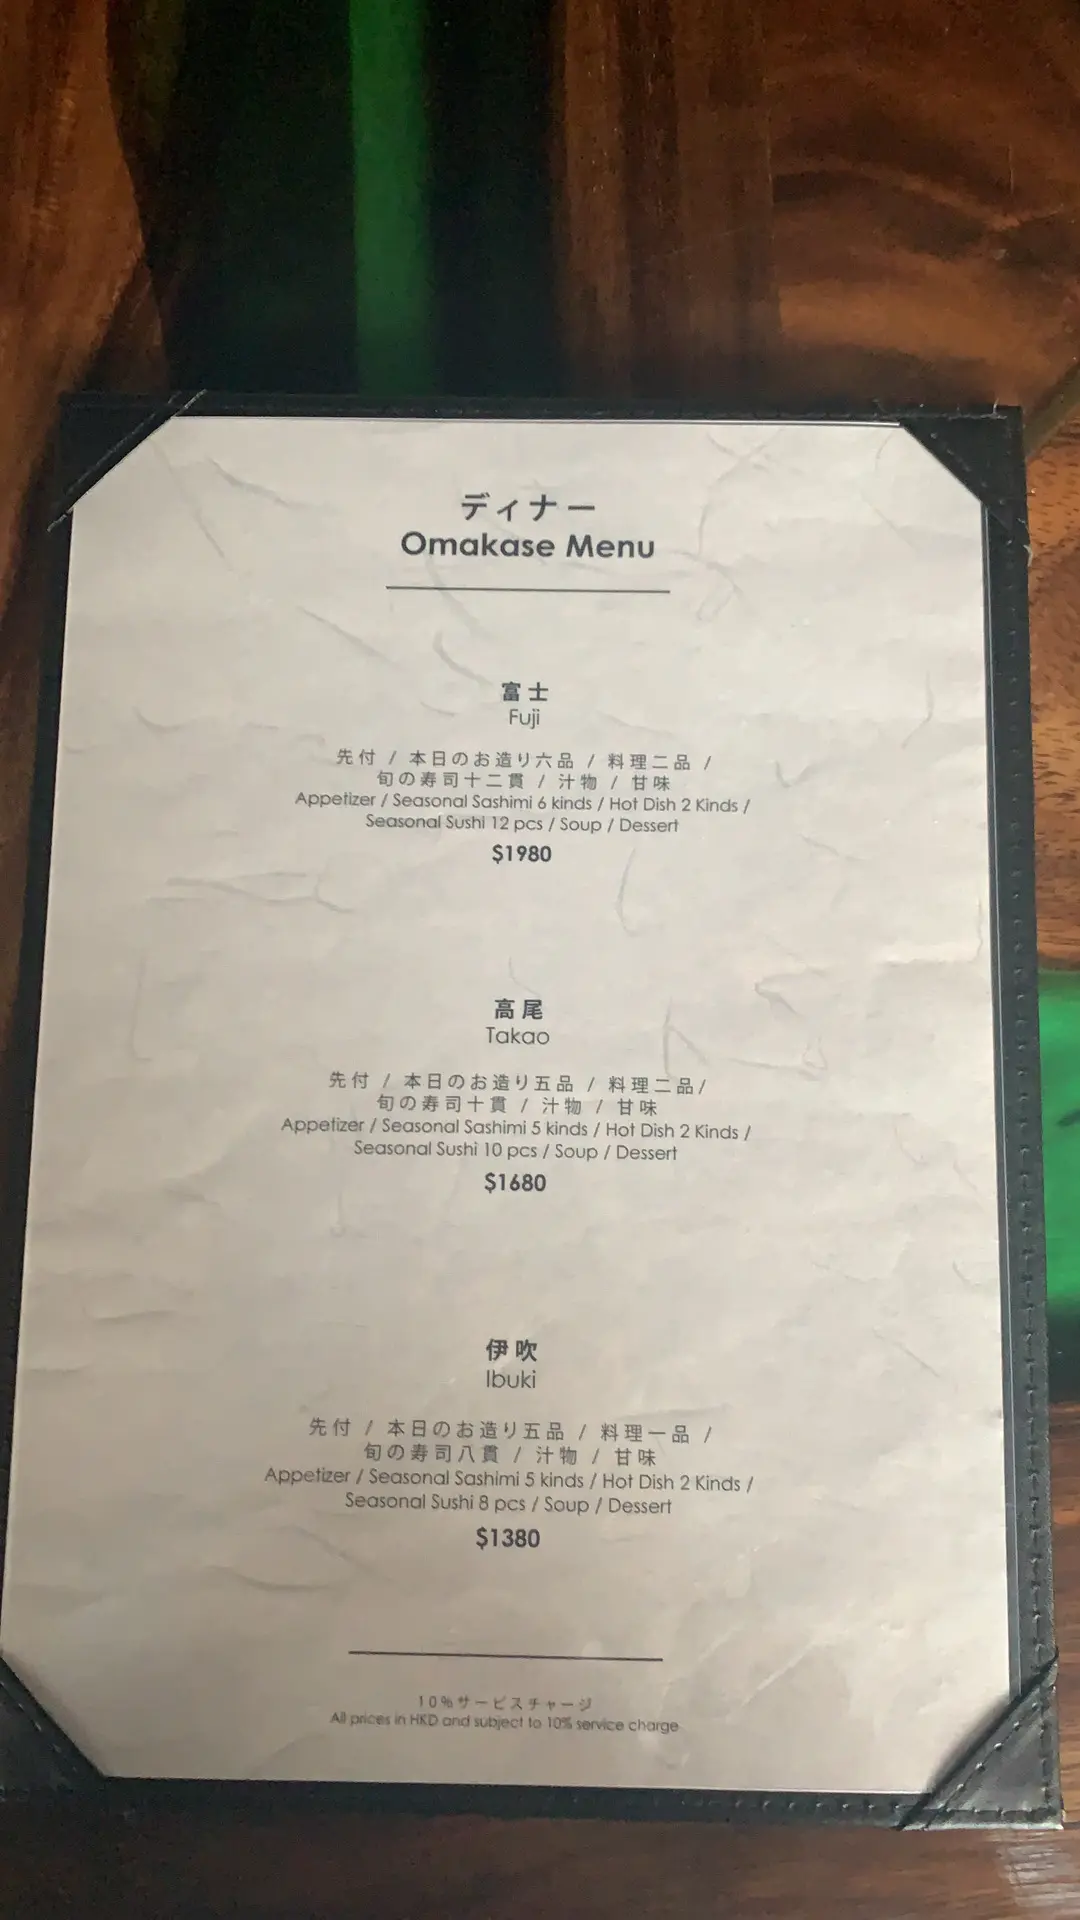 ディナー
Omakase Menu
富士
Fuji
先付 / 本日のお造り六品 / 料理二品 /
旬の寿司十二貫 / 汁物 / 甘味
Appetizer / Seasonal Sashimi 6 kinds / Hot Dish 2 Kinds /
Seasonal Sushi 12 pcs / Soup / Dessert
$1980
高尾
Takao
先付 / 本日のお造り五品 / 料理二品/
旬の寿司十貫 / 汁物 / 甘味
Appetizer / Seasonal Sashimi 5 kinds / Hot Dish 2 Kinds /
Seasonal Sushi 10 pcs / Soup / Dessert
$1680
伊吹
Ibuki
先付 / 本日のお造り五品 / 料理一品 /
旬の寿司八貫 / 汁物 / 甘味
Appetizer / Seasonal Sashimi 5 kinds / Hot Dish 2 Kinds /
Seasonal Sushi 8 pcs / Soup / Dessert
$1380
10%サービスチャージ
All prices in HKD and subject to 10% service charge